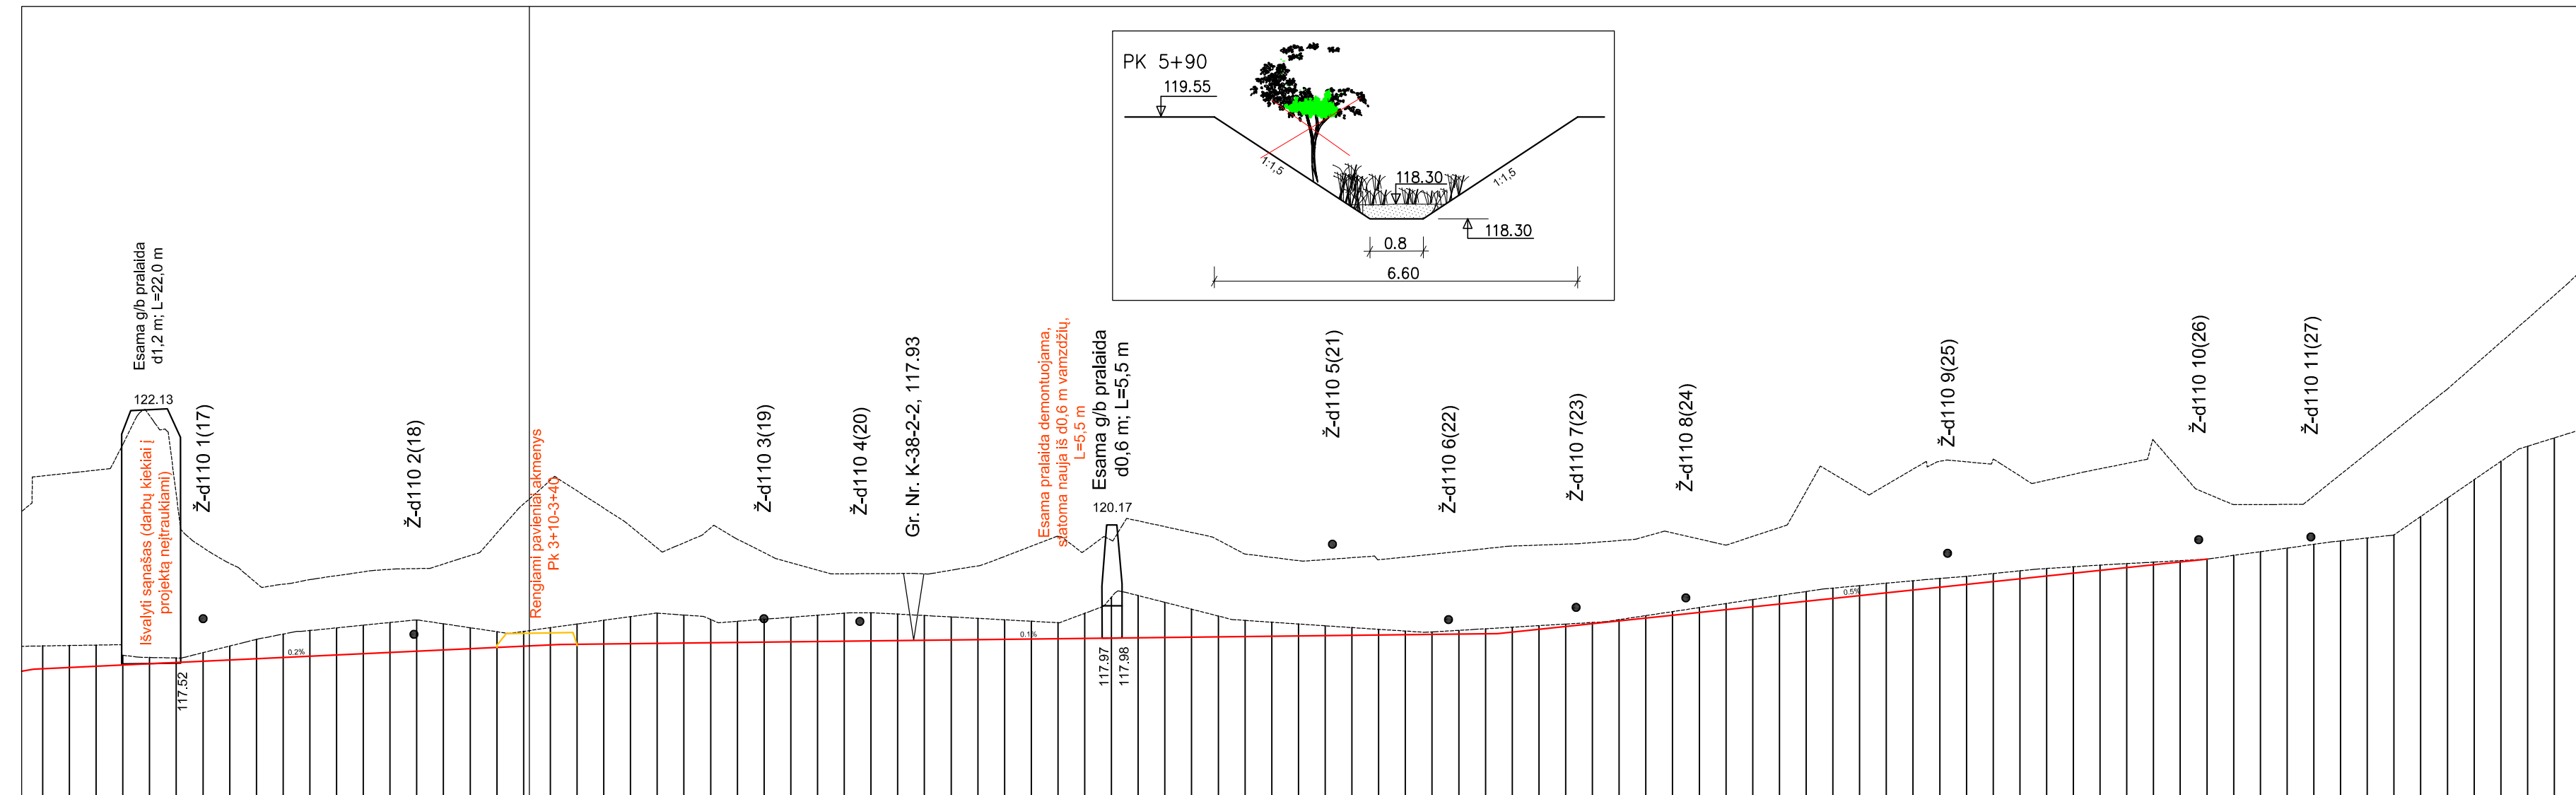 PK 5+90
119.55
1:1,5
118.30
1:1,5
118.30
0.8
6.60
Esama g/b pralaida
d1,2 m; L=22,0 m
122.13
Išvalyti sąnašas (darbų kiekiai į
projektą neįtraukiami)
117.52
Ž-d110 1(17)
0.2%
Ž-d110 2(18)
Rengiami pavieniai akmenys
Pk 3+10-3+40
Ž-d110 3(19)
Ž-d110 4(20)
Gr. Nr. K-38-2-2, 117.93
0.1%
Esama pralaida demontuojama,
statoma nauja iš d0,6 m vamzdžių,
L=5,5 m
Esama g/b pralaida
d0,6 m; L=5,5 m
120.17
117.97
117.98
Ž-d110 5(21)
Ž-d110 6(22)
Ž-d110 7(23)
Ž-d110 8(24)
0.5%
Ž-d110 9(25)
Ž-d110 10(26)
Ž-d110 11(27)